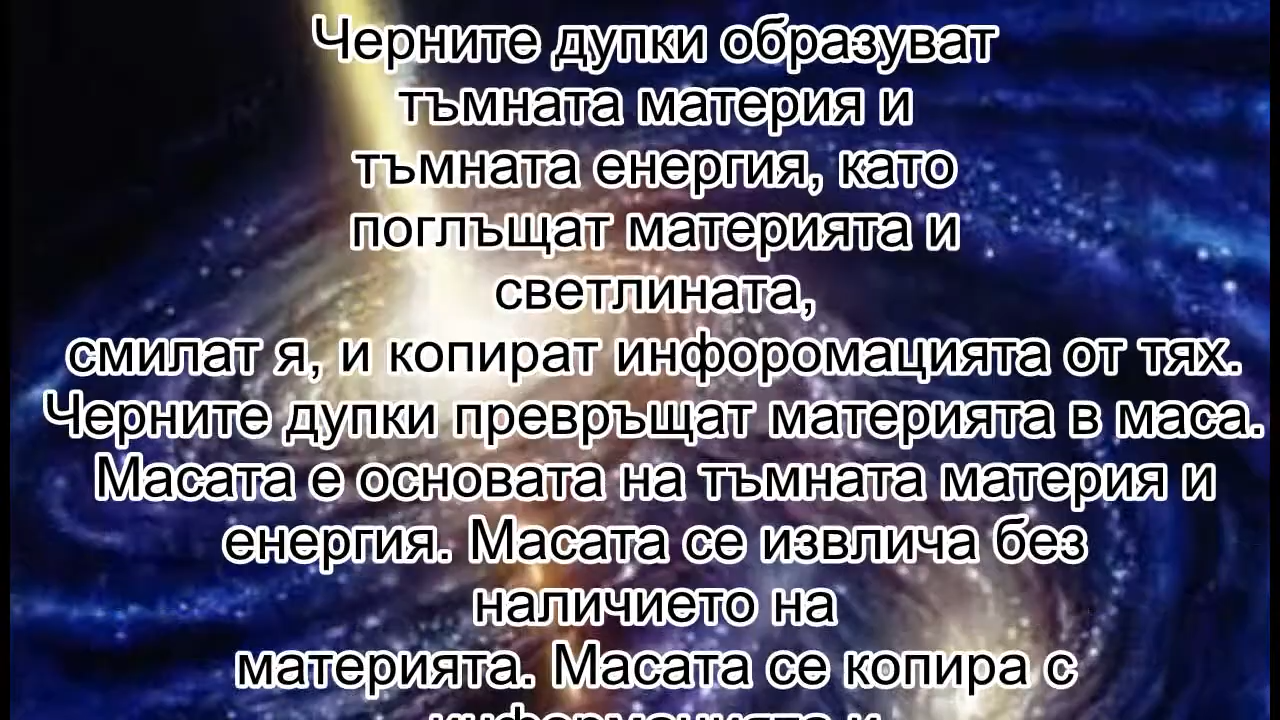 Черните дупки образуват
тъмната материя и
тъмната енергия, като
поглъщат материята и
светлината,
смилат я, и копират инфоромацията от тях.
Черните дупки превръщат материята в маса.
Масата е основата на тъмната материя и
енергия. Масата се извлича без
наличието на
материята. Масата се копира с
информацията и